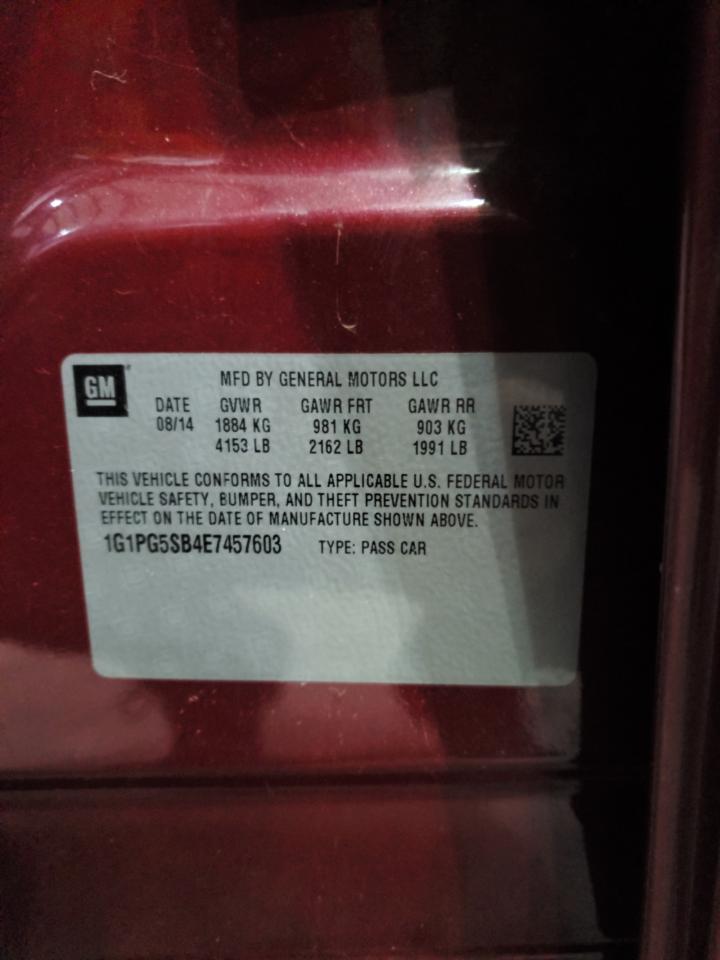 GM
MFD BY GENERAL MOTORS LLC
DATE GVWR GAWR FRT GAWR RR
08/14 1884 KG 981 KG 903 KG
4153 LB 2162 LB 1991 LB
THIS VEHICLE CONFORMS TO ALL APPLICABLE U.S. FEDERAL MOTOR
VEHICLE SAFETY, BUMPER, AND THEFT PREVENTION STANDARDS IN
EFFECT ON THE DATE OF MANUFACTURE SHOWN ABOVE.
1G1PG5SB4E7457603 TYPE: PASS CAR